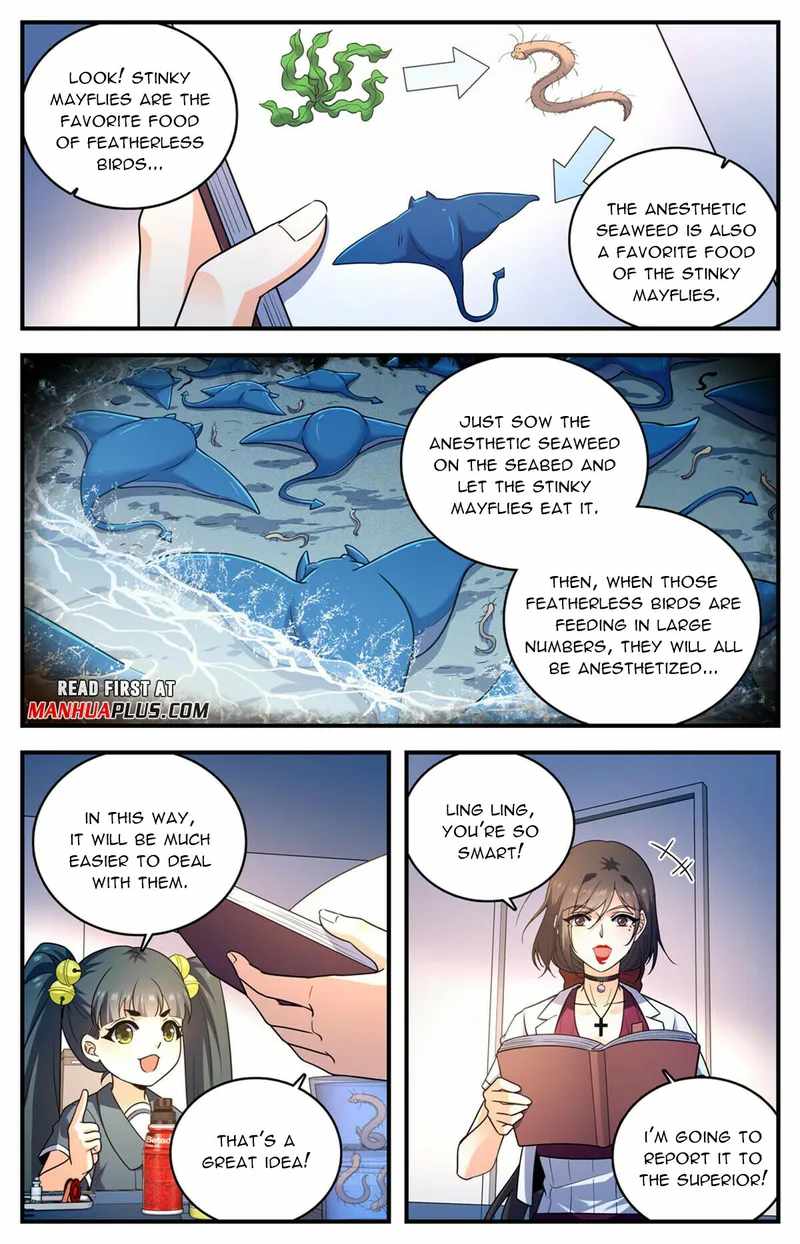 LOOK! STINKY
MAYFLIES ARE THE
FAVORITE FOOD
OF FEATHERLESS
BIRDS...
THE ANESTHETIC
SEAWEED IS ALSO
A FAVORITE FOOD
OF THE STINKY
MAYFLIES.
JUST SOW THE
ANESTHETIC SEAWEED
ON THE SEABED AND
LET THE STINKY
MAYFLIES EAT IT.
THEN, WHEN THOSE
FEATHERLESS BIRDS ARE
FEEDING IN LARGE
NUMBERS, THEY WILL ALL
BE ANESTHETIZED...
READ FIRST AT
MANHUAPLUS.COM
IN THIS WAY,
IT WILL BE MUCH
EASIER TO DEAL
WITH THEM.
THAT'S A
GREAT IDEA!
LING LING,
YOU'RE SO
SMART!
I'M GOING TO
REPORT IT TO
THE SUPERIOR!